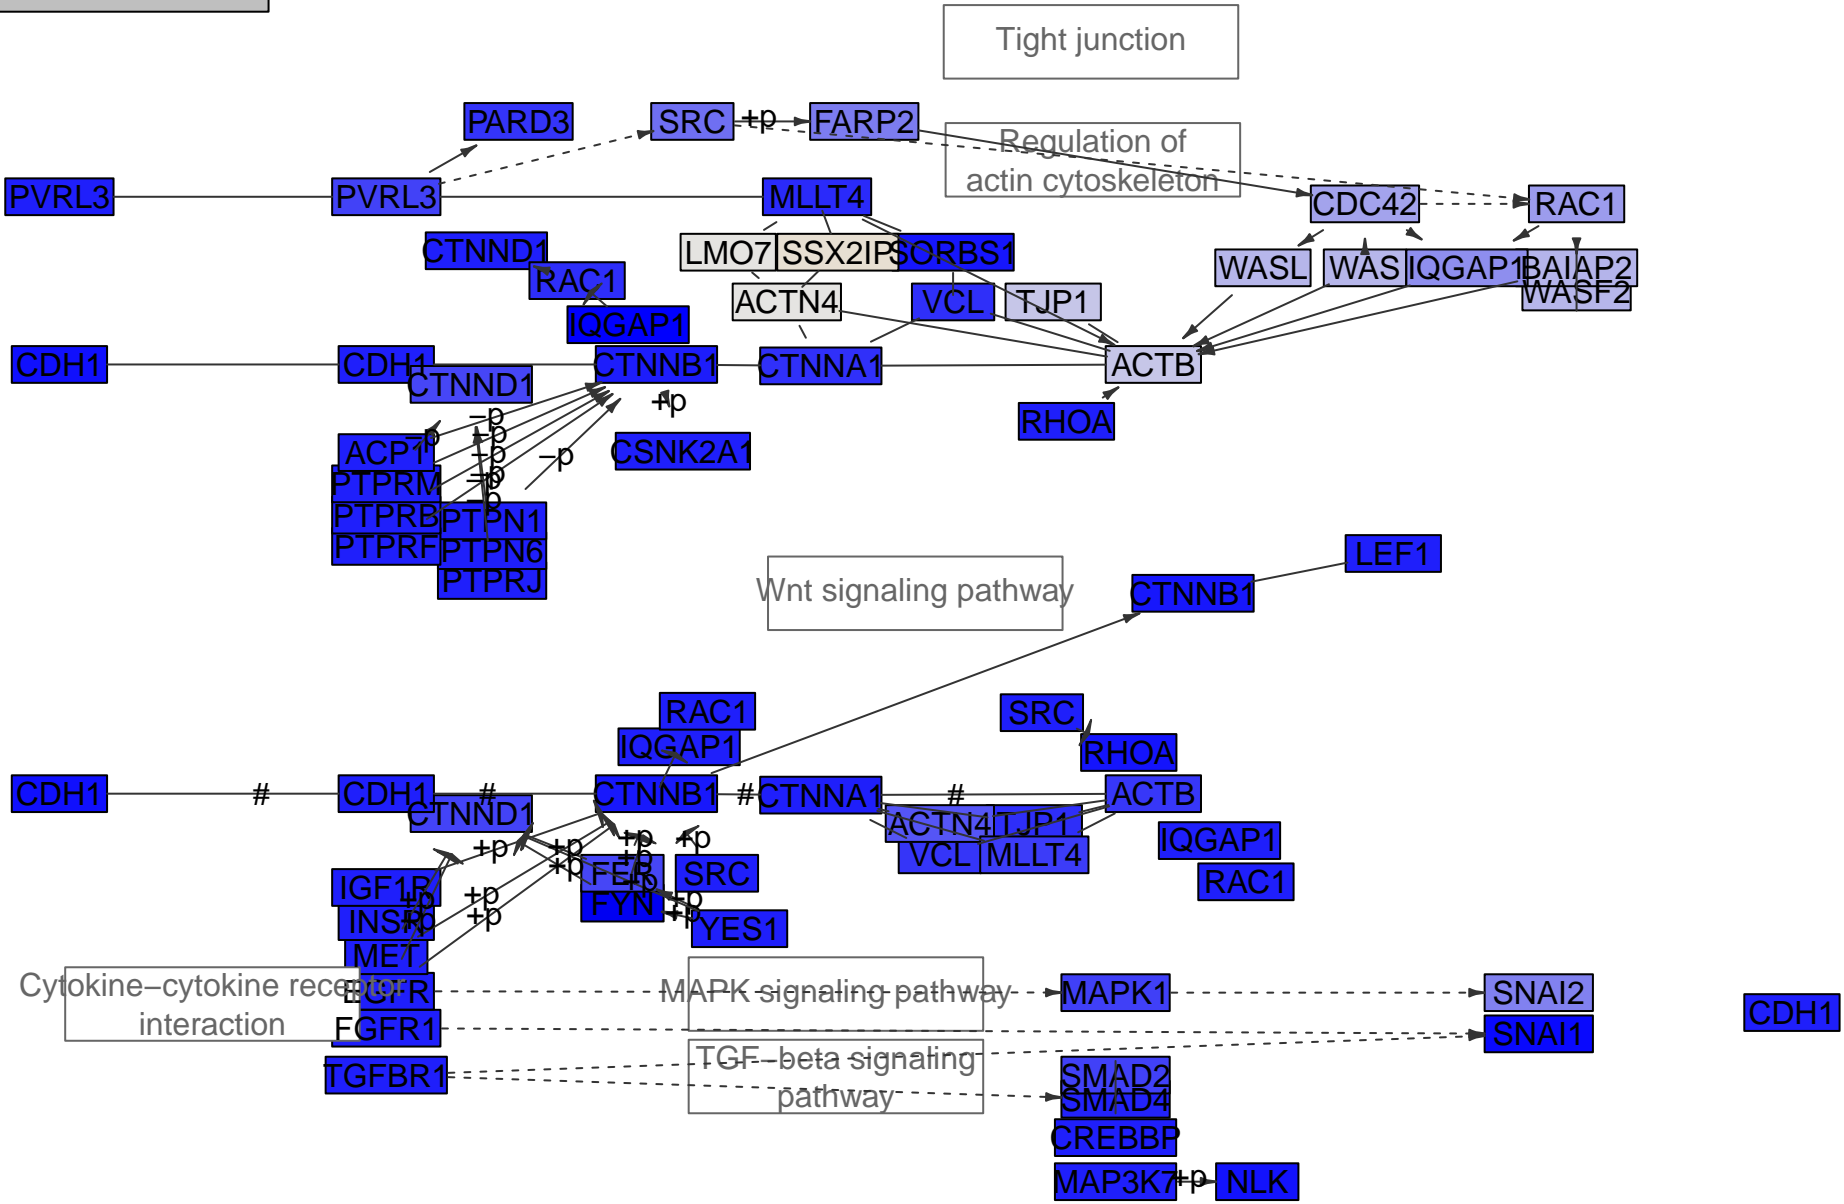 Tight junction
PARD3
SRC
+p
FARP2
Regulation of
actin cytoskeleton
PVRL3
PVRL3
MLLT4
CDC42
RAC1
CTNND1
RAC1
IQGAP1
LMO7
SSX2IP
SORBS1
WASL
WAS
IQGAP1
BAIAP2
WASF2
ACTN4
VCL
TJP1
CDH1
CDH1
CTNND1
CTNNB1
CTNNA1
ACTB
+p
RHOA
–p
–p
–p
–p
–p
–p
–p
–p
ACP1
PTPRM
PTPRB
PTPRF
PTPN1
PTPN6
PTPRJ
CSNK2A1
LEF1
Wnt signaling pathway
CTNNB1
RAC1
IQGAP1
SRC
RHOA
CDH1
#
CDH1
#
CTNND1
CTNNB1
#
CTNNA1
#
ACTB
ACTN4
TJP1
VCL
MLLT4
IQGAP1
RAC1
+p
+p
+p
+p
+p
+p
+p
FER
SRC
FYN
YES1
+p
+p
IGF1R
INSR
MET
EGFR
FGFR1
TGFBR1
+p
+p
+p
+p
Cytokine–cytokine receptor
interaction
MAPK signaling pathway
MAPK1
SNAI2
SNAI1
CDH1
TGF–beta signaling
pathway
SMAD2
SMAD4
CREBBP
MAP3K7
+p
NLK